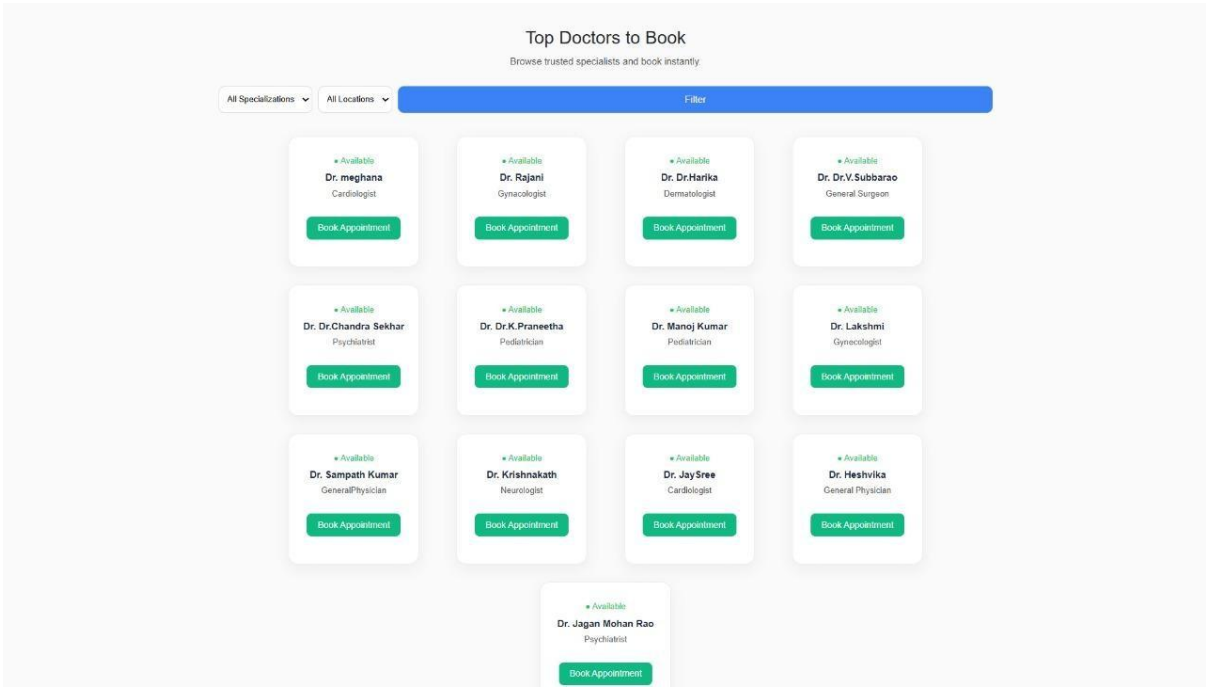 Top Doctors to Book
Browse trusted specialists and book instantly
All Specializations All Locations Filter
Available Available Available Available
Dr. meghana Dr. Rajani Dr. Dr.Harika Dr. Dr.V.Subbarao
Cardiologist Gynacologist Dermatologist General Surgeon
Book Appointment Book Appointment Book Appointment Book Appointment
Available Available Available Available
Dr. Dr.Chandra Sekhar Dr. Dr.K.Praneetha Dr. Manoj Kumar Dr. Lakshmi
Psychiatrist Pediatrician Pediatrician Gynecologist
Book Appointment Book Appointment Book Appointment Book Appointment
Available Available Available Available
Dr. Sampath Kumar Dr. Krishnakath Dr. JaySree Dr. Heshvika
GeneralPhysician Neurologist Cardiologist General Physician
Book Appointment Book Appointment Book Appointment Book Appointment
Available
Dr. Jagan Mohan Rao
Psychiatrist
Book Appointment